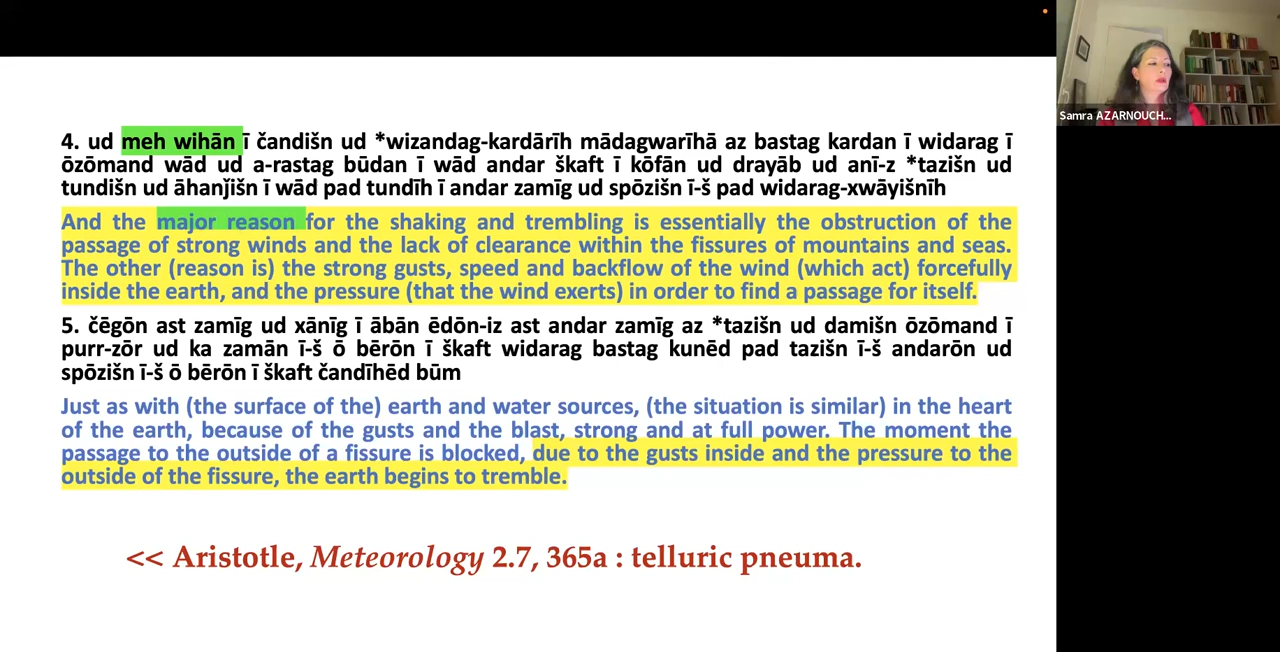 4. ud meh wihān ī čandišn ud *wizandag-kardārīh mādagwarīhā az bastag kardan ī widarag ī
ōzōmand wād ud a-rastag būdan ī wād andar škaft ī kōfān ud drayāb ud anī-z *tazišn ud
tundišn ud āhanǰišn ī wād pad tundīh ī andar zamīg ud spōzišn ī-š pad widarag-xwāyišnīh
And the major reason for the shaking and trembling is essentially the obstruction of the
passage of strong winds and the lack of clearance within the fissures of mountains and seas.
The other (reason is) the strong gusts, speed and backflow of the wind (which act) forcefully
inside the earth, and the pressure (that the wind exerts) in order to find a passage for itself.
5. čēgōn ast zamīg ud xānīg ī ābān ēdōn-iz ast andar zamīg az *tazišn ud damišn ōzōmand ī
purr-zōr ud ka zamān ī-š ō bērōn ī škaft widarag bastag kunēd pad tazišn ī-š andarōn ud
spōzišn ī-š ō bērōn ī škaft čandīhēd būm
Just as with (the surface of the) earth and water sources, (the situation is similar) in the heart
of the earth, because of the gusts and the blast, strong and at full power. The moment the
passage to the outside of a fissure is blocked, due to the gusts inside and the pressure to the
outside of the fissure, the earth begins to tremble.
<< Aristotle, Meteorology 2.7, 365a : telluric pneuma.
Samra AZARNOUCH...